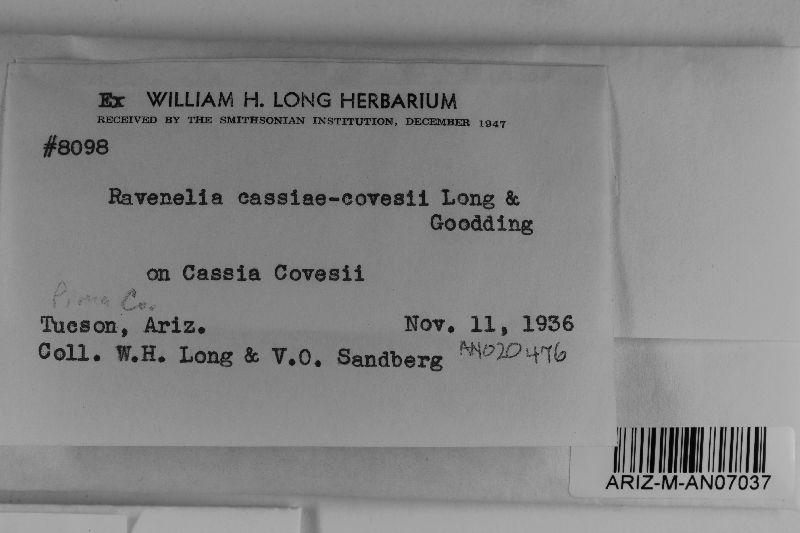 Ex WILLIAM H. LONG HERBARIUM
RECEIVED BY THE SMITHSONIAN INSTITUTION, DECEMBER 1947
#8098
Ravenelia cassiae-covesii Long &
Goodding
on Cassia Covesii
Pima Co.
Tucson, Ariz. Nov. 11, 1936
Coll. W.H. Long & V.O. Sandberg AN020476
ARIZ-M-AN07037